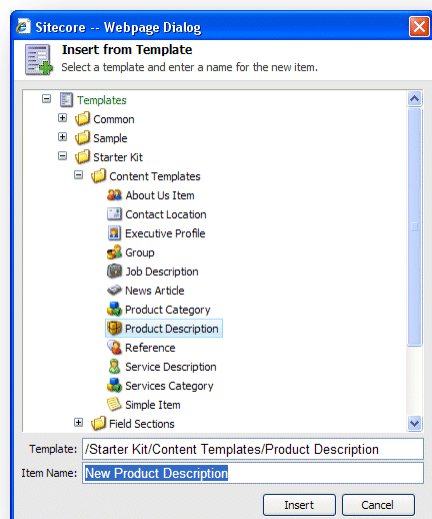 Sitecore -- Webpage Dialog
Insert from Template
Select a template and enter a name for the new item.
Templates
Common
Sample
Starter Kit
Content Templates
About Us Item
Contact Location
Executive Profile
Group
Job Description
News Article
Product Category
Product Description
Reference
Service Description
Services Category
Simple Item
Field Sections
Template: /Starter Kit/Content Templates/Product Description
Item Name: New Product Description
Insert Cancel